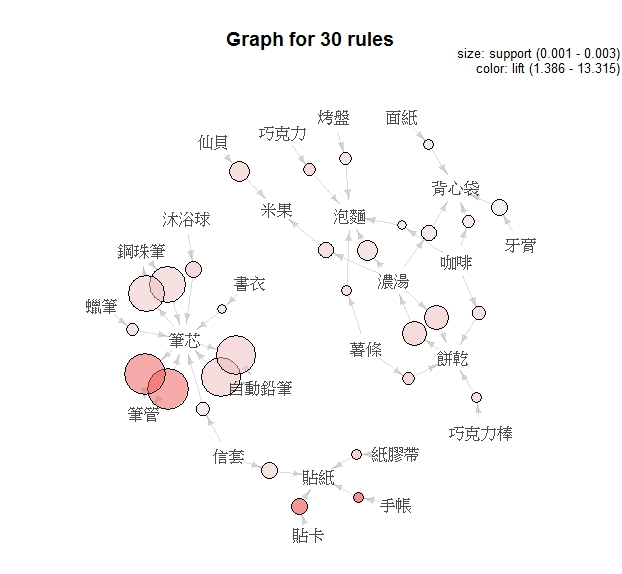 Graph for 30 rules
size: support (0.001 - 0.003)
color: lift (1.386 - 13.315)
烤盤
面紙
巧克力
仙貝
背心袋
米果
泡麵
沐浴球
牙膏
鋼珠筆
咖啡
濃湯
書衣
蠟筆
筆芯
薯條
餅乾
自動鉛筆
筆管
巧克力棒
信套
紙膠帶
貼紙
手帳
貼卡